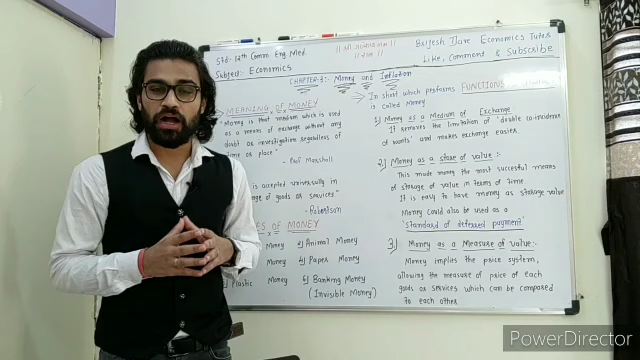 Std:- 12th Comm Eng. Med.
Subject:- Economics
Brijesh Economics Tutor
Like, Comment & Subscribe
CHAPTER-3:- Money and Inflation
MEANING OF MONEY
"Money is that medium which is used
as a means of exchange without any
doubt or investigation regardless of
time or place"
- Prof Marshall
is accepted universally in
of goods or services"
- Robertson
OF MONEY
Money 2) Animal Money
Money 4) Paper Money
Plastic Money 6) Banking Money
(Invisible Money)
In short which performs FUNCTIONS
is called Money
1) Money as a Medium of Exchange
It removes the limitation of 'double co-incidence
of wants' and makes exchange easier.
2) Money as a store of value :-
This made money the most succesful means
of storage of value in terms of time.
It is easy to have money as storage value
Money could also be used as a
'standard of deferred payment'
3) Money as a Measure of value:-
Money implies the price system,
allowing the measure of price of each
goods or services which can be compared
to each other
PowerDirector